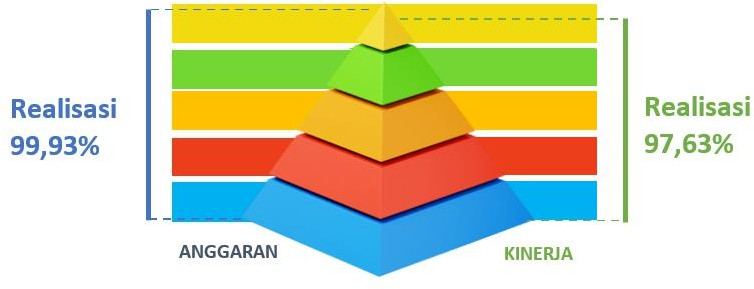 Realisasi
99,93%
Realisasi
97,63%
ANGGARAN
KINERJA